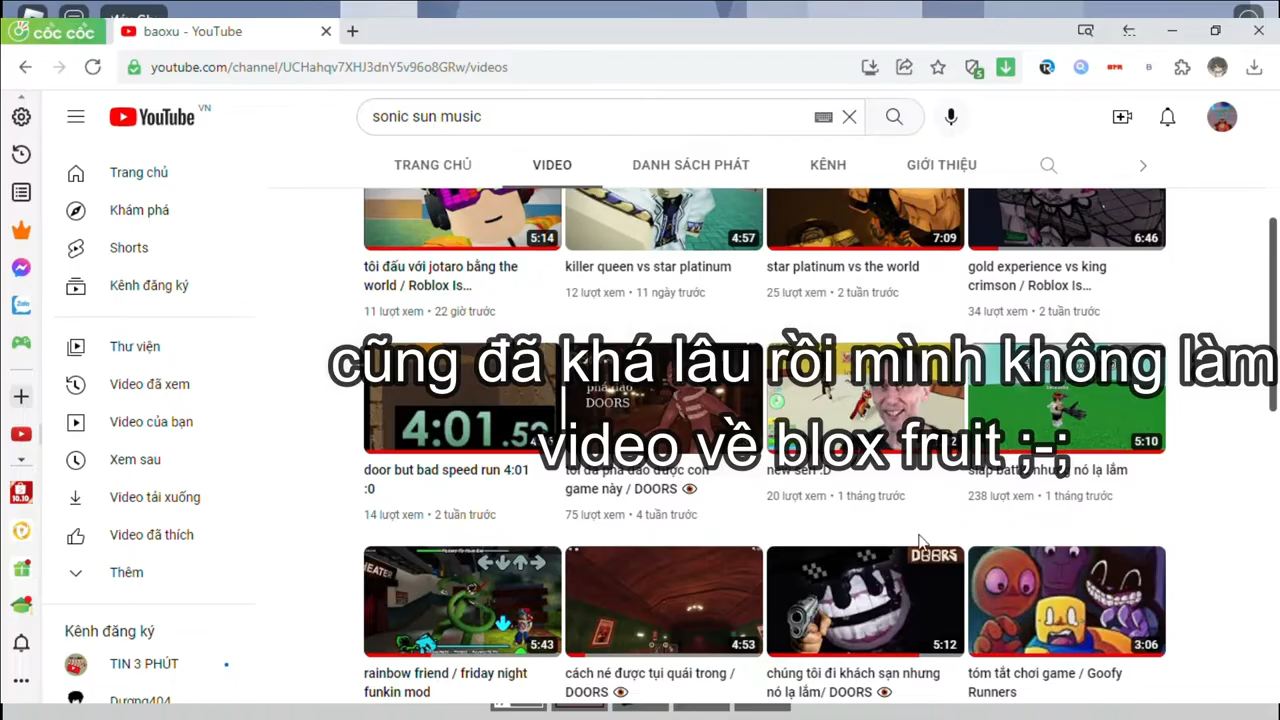 cốc cốc
baoxu - YouTube
youtube.com/channel/UCHahqv7XHJ3dnY5v96o8GRw/videos
YouTube VN
sonic sun music
TRANG CHỦ
VIDEO
DANH SÁCH PHÁT
KÊNH
GIỚI THIỆU
Trang chủ
Khám phá
Shorts
Kênh đăng ký
Thư viện
Video đã xem
Video của bạn
Xem sau
Video tải xuống
Video đã thích
Thêm
Kênh đăng ký
TIN 3 PHÚT
Dượng404
5:14
4:57
7:09
6:46
tôi đấu với jotaro bằng the
world / Roblox Is...
11 lượt xem • 22 giờ trước
killer queen vs star platinum
12 lượt xem • 11 ngày trước
star platinum vs the world
25 lượt xem • 2 tuần trước
gold experience vs king
crimson / Roblox Is...
34 lượt xem • 2 tuần trước
cũng đã khá lâu rồi mình không làm
video về blox fruit ;-;
DOORS
5:10
door but bad speed run 4:01
:0
14 lượt xem • 2 tuần trước
game này / DOORS 👁
75 lượt xem • 4 tuần trước
20 lượt xem • 1 tháng trước
238 lượt xem • 1 tháng trước
THEATER
DOORS
5:43
4:53
5:12
3:06
rainbow friend / friday night
funkin mod
cách né được tụi quái trong /
DOORS 👁
chúng tôi đi khách sạn nhưng
nó lạ lắm/ DOORS 👁
tóm tắt chơi game / Goofy
Runners